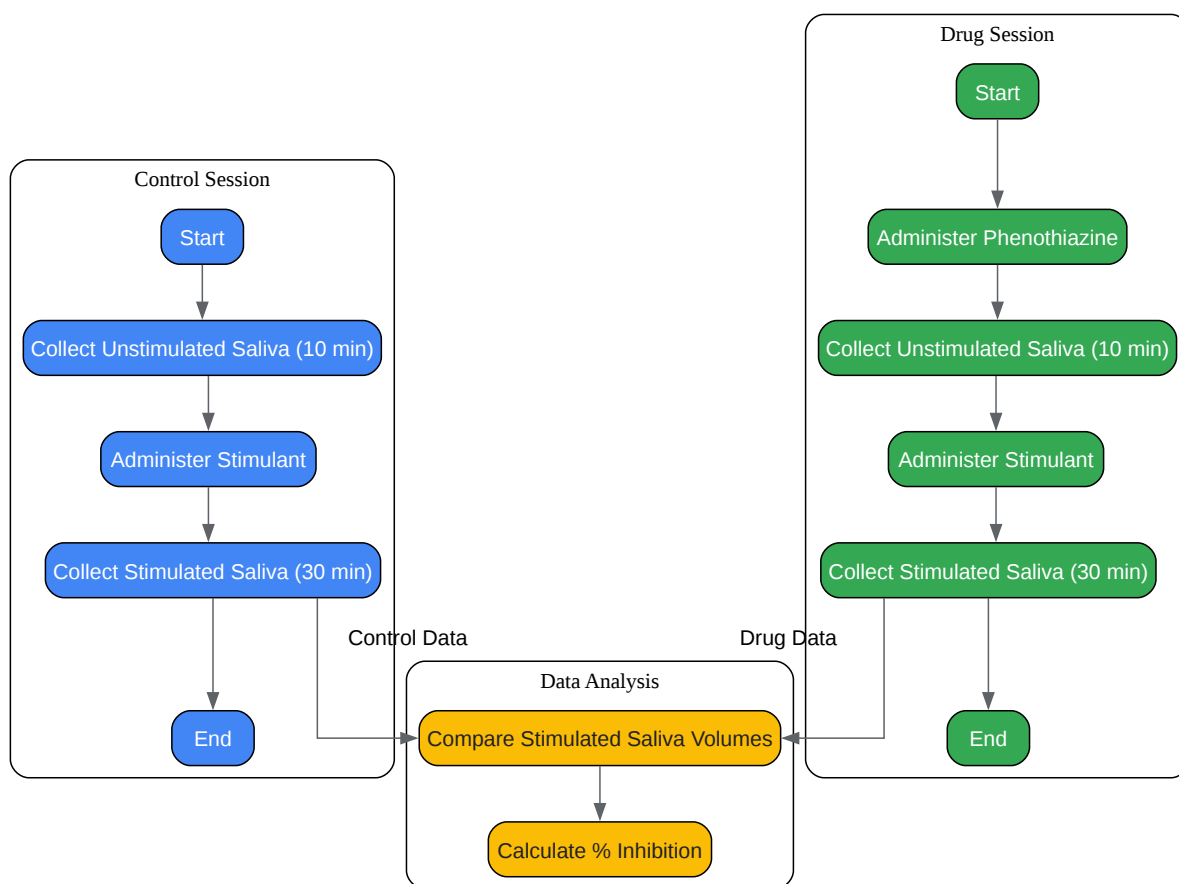 Control Session
Start
Collect Unstimulated Saliva (10 min)
Administer Stimulant
Collect Stimulated Saliva (30 min)
End
Drug Session
Start
Administer Phenothiazine
Collect Unstimulated Saliva (10 min)
Administer Stimulant
Collect Stimulated Saliva (30 min)
End
Control Data
Drug Data
Data Analysis
Compare Stimulated Saliva Volumes
Calculate % Inhibition